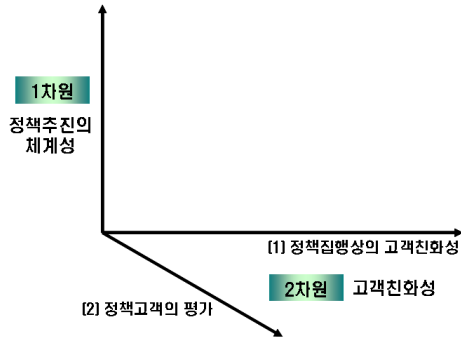 1차원
정책추진의
체계성
(1) 정책집행상의 고객친화성
2차원 고객친화성
(2) 정책고객의 평가